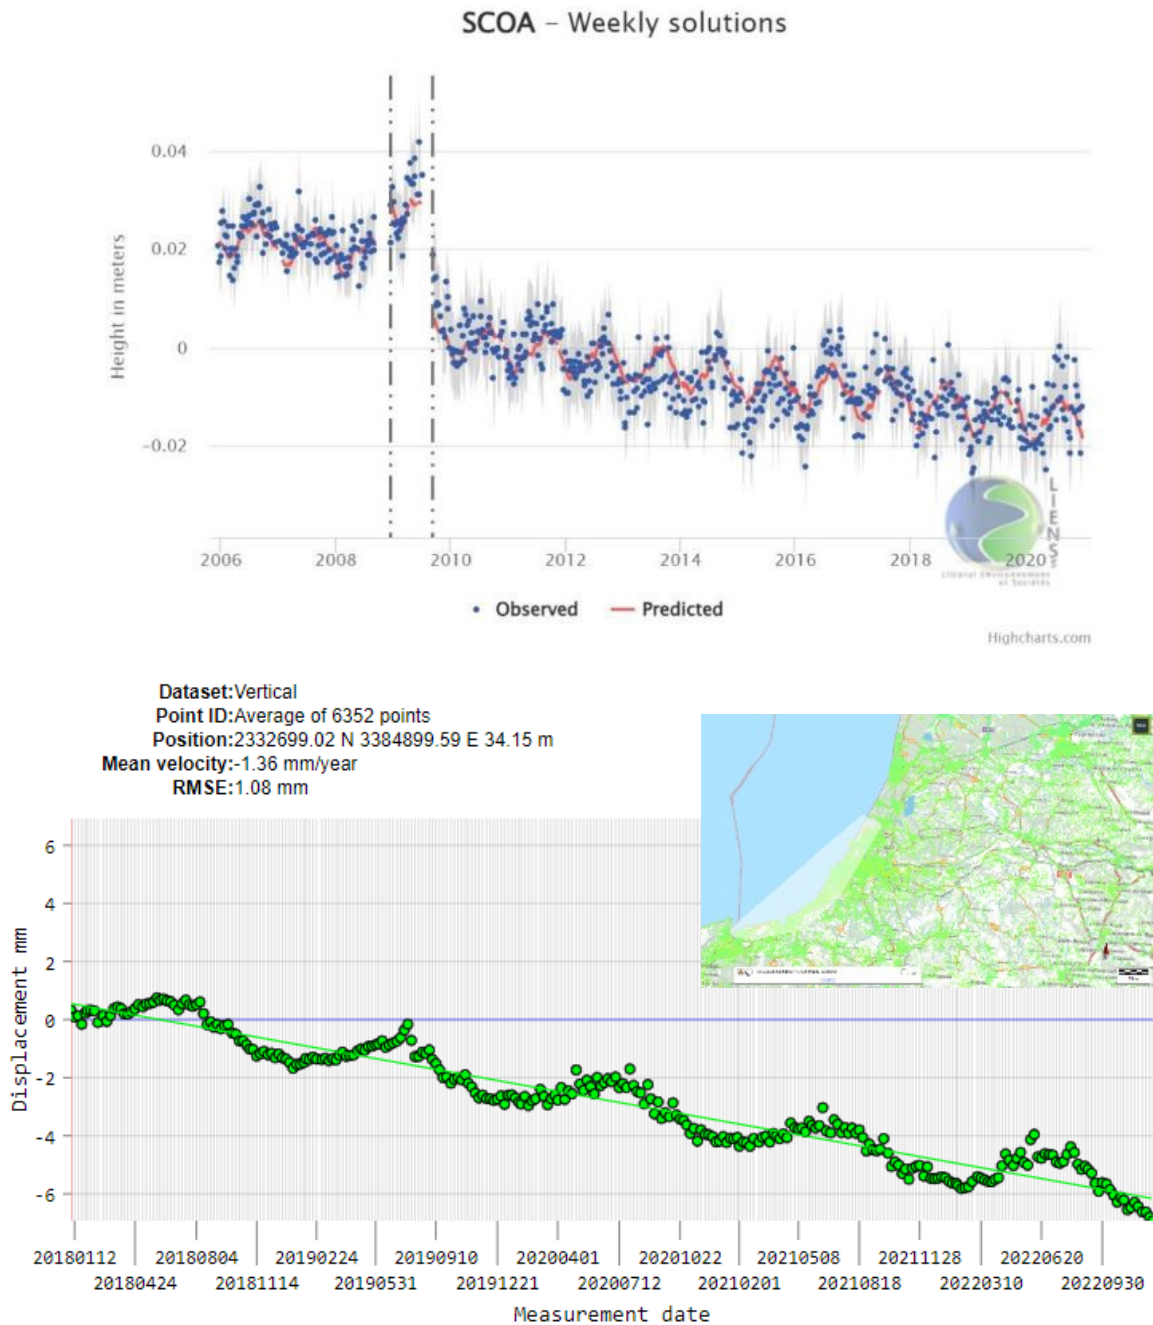 SCOA – Weekly solutions
0.04
0.02
0
-0.02
Height in meters
2006 2008 2010 2012 2014 2016 2018 2020
LIENSs
Littoral Environnement
et Sociétés
Observed Predicted
Highcharts.com
Dataset:Vertical
Point ID:Average of 6352 points
Position:2332699.02 N 3384899.59 E 34.15 m
Mean velocity:-1.36 mm/year
RMSE:1.08 mm
6
4
2
0
-2
-4
-6
Displacement mm
20180112 20180804 20190224 20190910 20200401 20201022 20210508 20211128 20220620
20180424 20181114 20190531 20191221 20200712 20210201 20210818 20220310 20220930
Measurement date